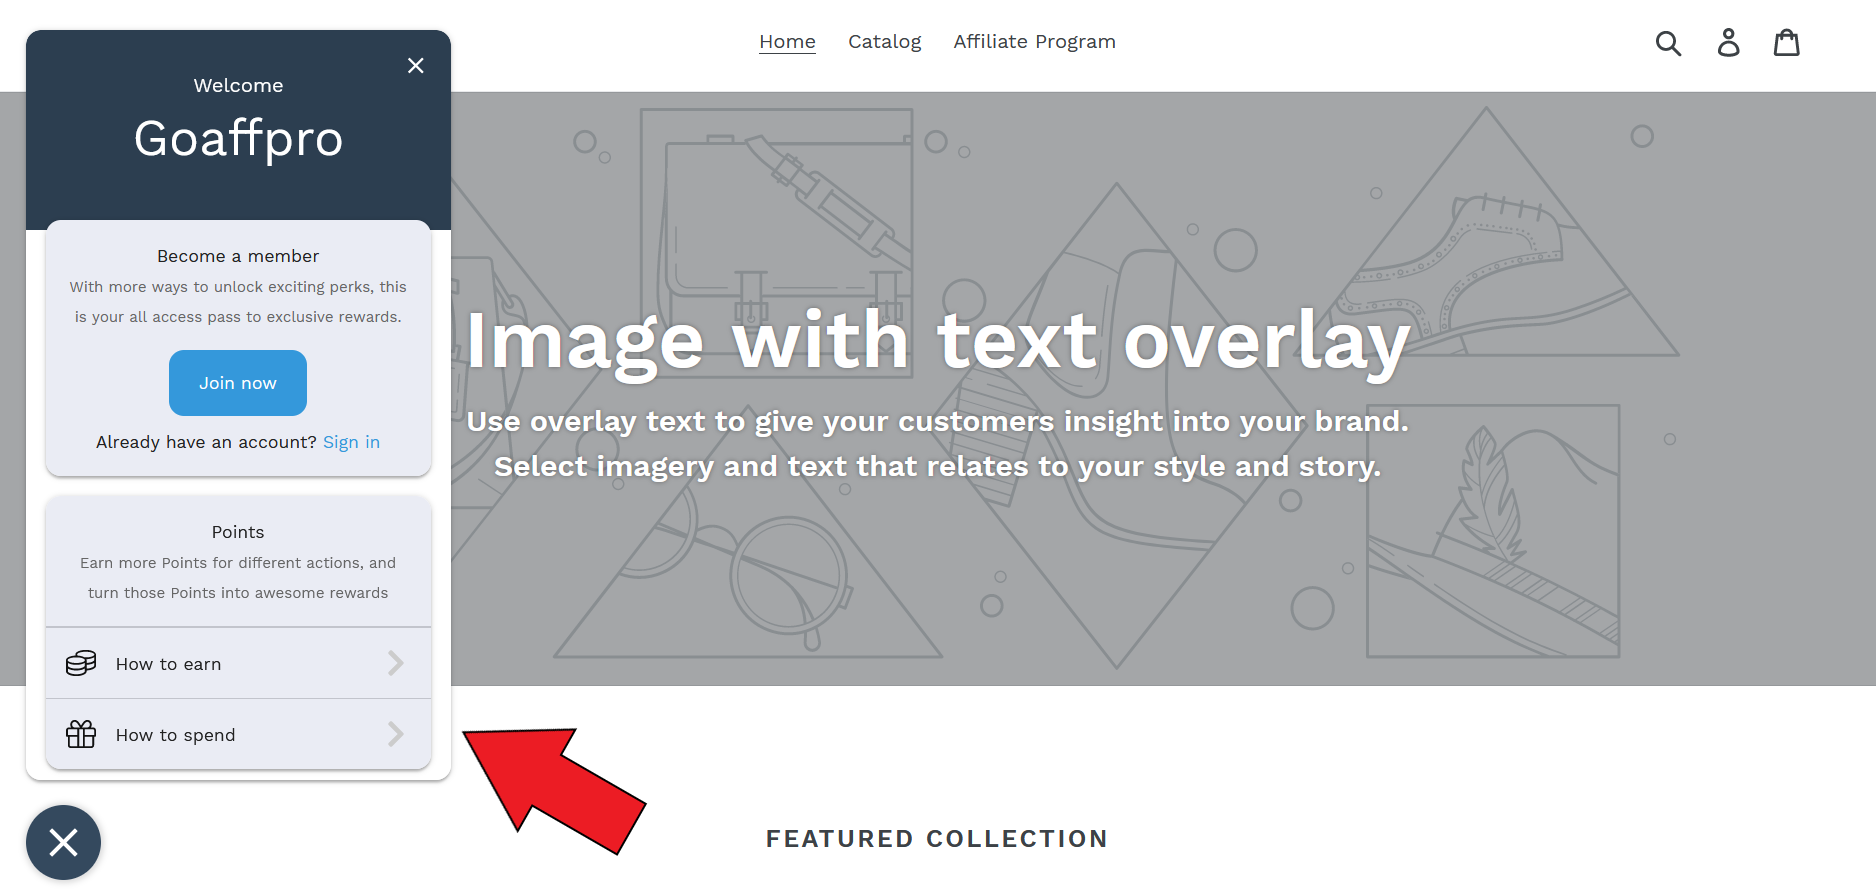 Home Catalog Affiliate Program
Welcome
Goaffpro
Become a member
With more ways to unlock exciting perks, this
is your all access pass to exclusive rewards.
Join now
Already have an account? Sign in
Points
Earn more Points for different actions, and
turn those Points into awesome rewards
How to earn
How to spend
Image with text overlay
Use overlay text to give your customers insight into your brand.
Select imagery and text that relates to your style and story.
FEATURED COLLECTION